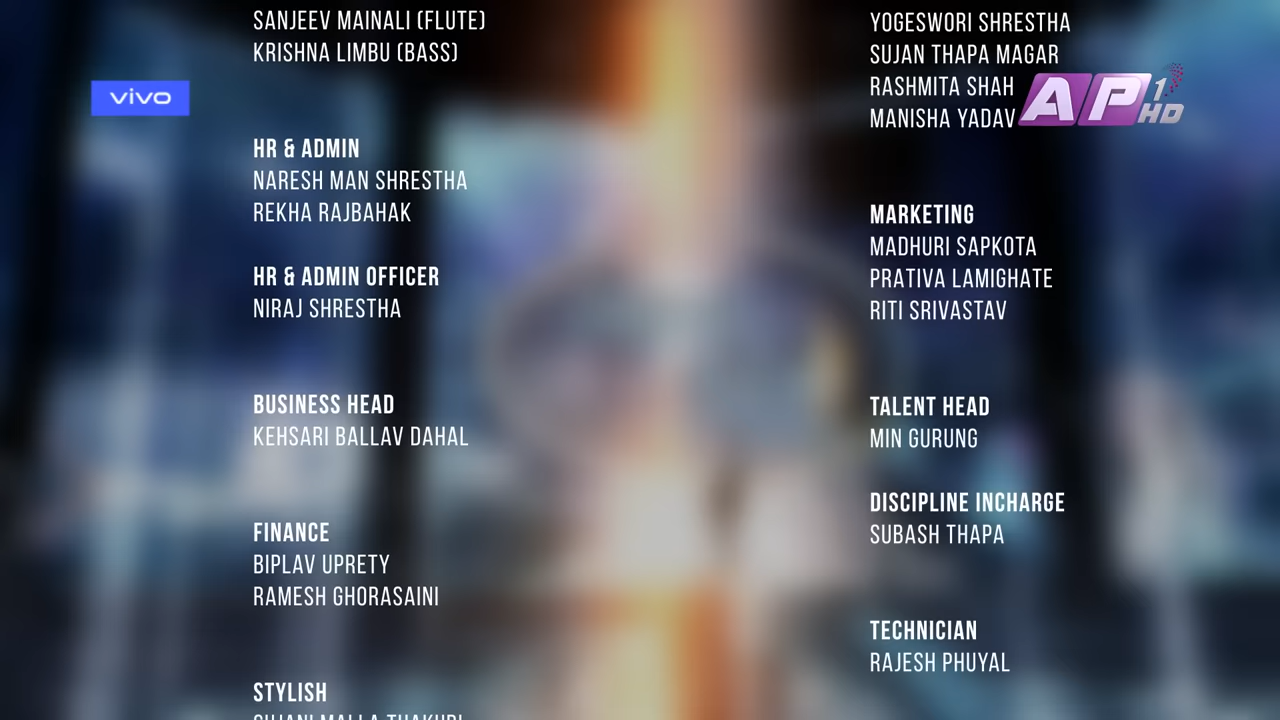 SANJEEV MAINALI (FLUTE)
KRISHNA LIMBU (BASS)
vivo
HR & ADMIN
NARESH MAN SHRESTHA
REKHA RAJBAHAK
HR & ADMIN OFFICER
NIRAJ SHRESTHA
BUSINESS HEAD
KEHSARI BALLAV DAHAL
FINANCE
BIPLAV UPRETY
RAMESH GHORASAINI
STYLISH
YOGESWORI SHRESTHA
SUJAN THAPA MAGAR
RASHMITA SHAH
MANISHA YADAV
AP1 HD
MARKETING
MADHURI SAPKOTA
PRATIVA LAMIGHATE
RITI SRIVASTAV
TALENT HEAD
MIN GURUNG
DISCIPLINE INCHARGE
SUBASH THAPA
TECHNICIAN
RAJESH PHUYAL